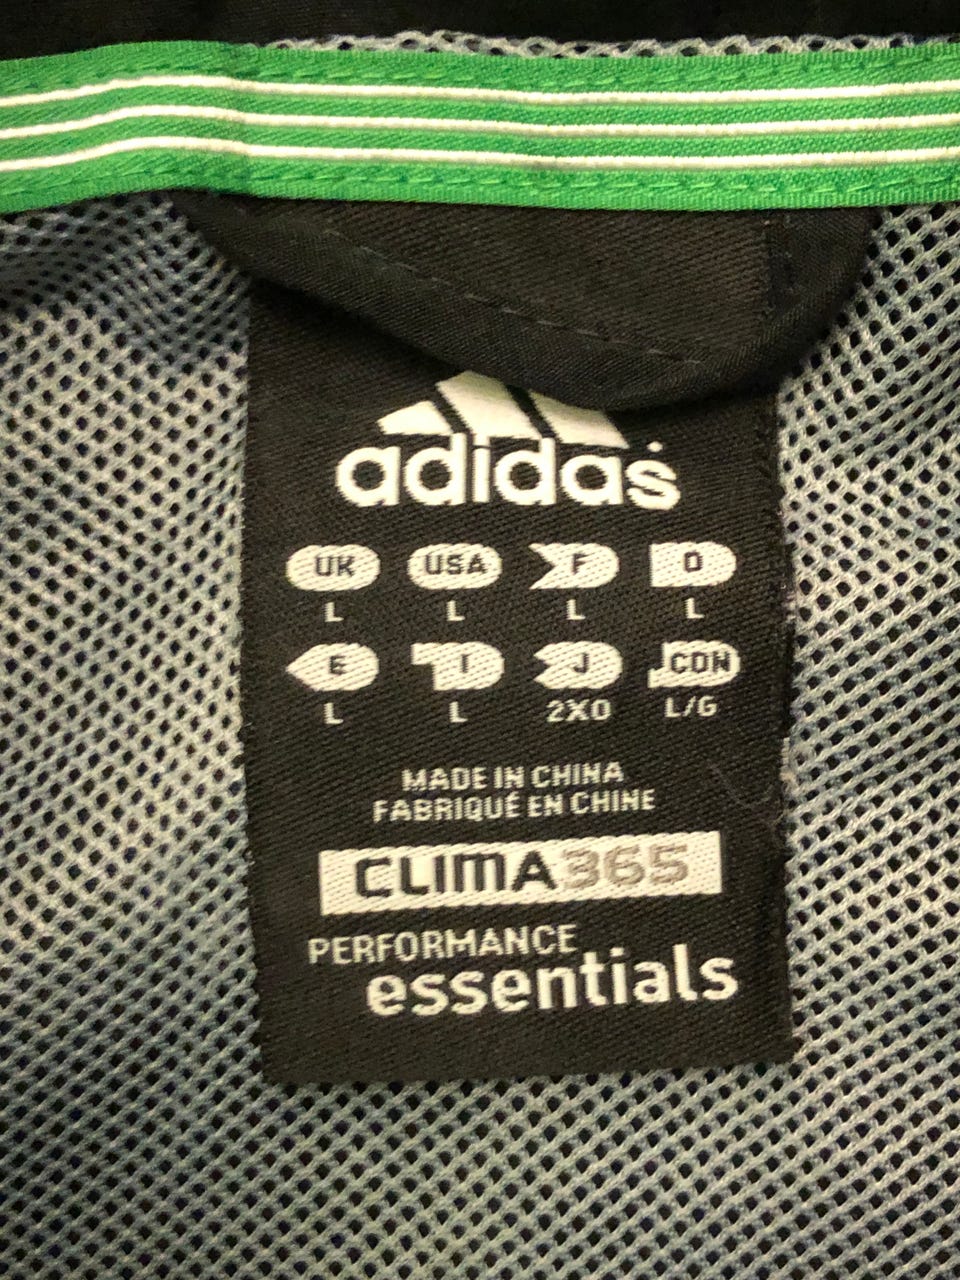 adidas
UK USA F D
L L L L
E I J CDN
L L 2XO L/G
MADE IN CHINA
FABRIQUÉ EN CHINE
CLIMA365
PERFORMANCE
essentials